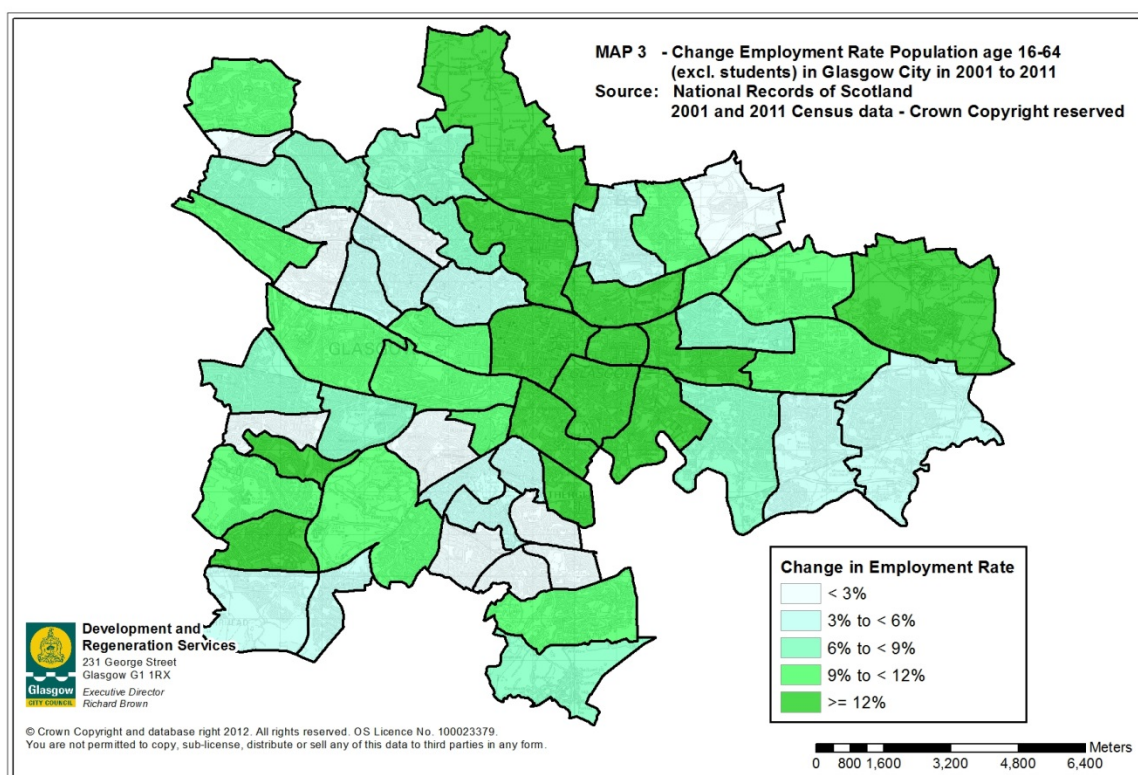 MAP 3 - Change Employment Rate Population age 16-64
(excl. students) in Glasgow City in 2001 to 2011
Source: National Records of Scotland
2001 and 2011 Census data - Crown Copyright reserved
Change in Employment Rate
< 3%
3% to < 6%
6% to < 9%
9% to < 12%
>= 12%
Development and
Regeneration Services
231 George Street
Glasgow G1 1RX
Executive Director
Richard Brown
Glasgow
CITY COUNCIL
© Crown Copyright and database right 2012. All rights reserved. OS Licence No. 100023379.
You are not permitted to copy, sub-license, distribute or sell any of this data to third parties in any form.
Meters
0 800 1,600 3,200 4,800 6,400